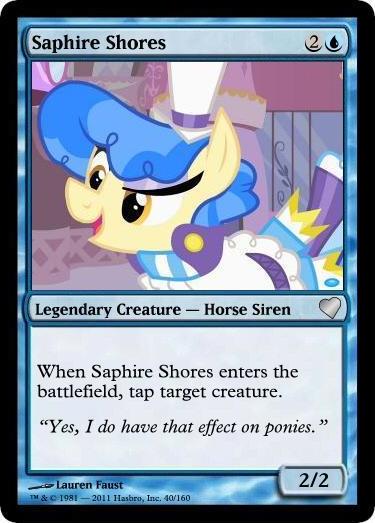 Saphire Shores 2
Legendary Creature — Horse Siren
When Saphire Shores enters the
battlefield, tap target creature.
“Yes, I do have that effect on ponies.”
Lauren Faust
2/2
™ & © 1981 — 2011 Hasbro, Inc. 40/160